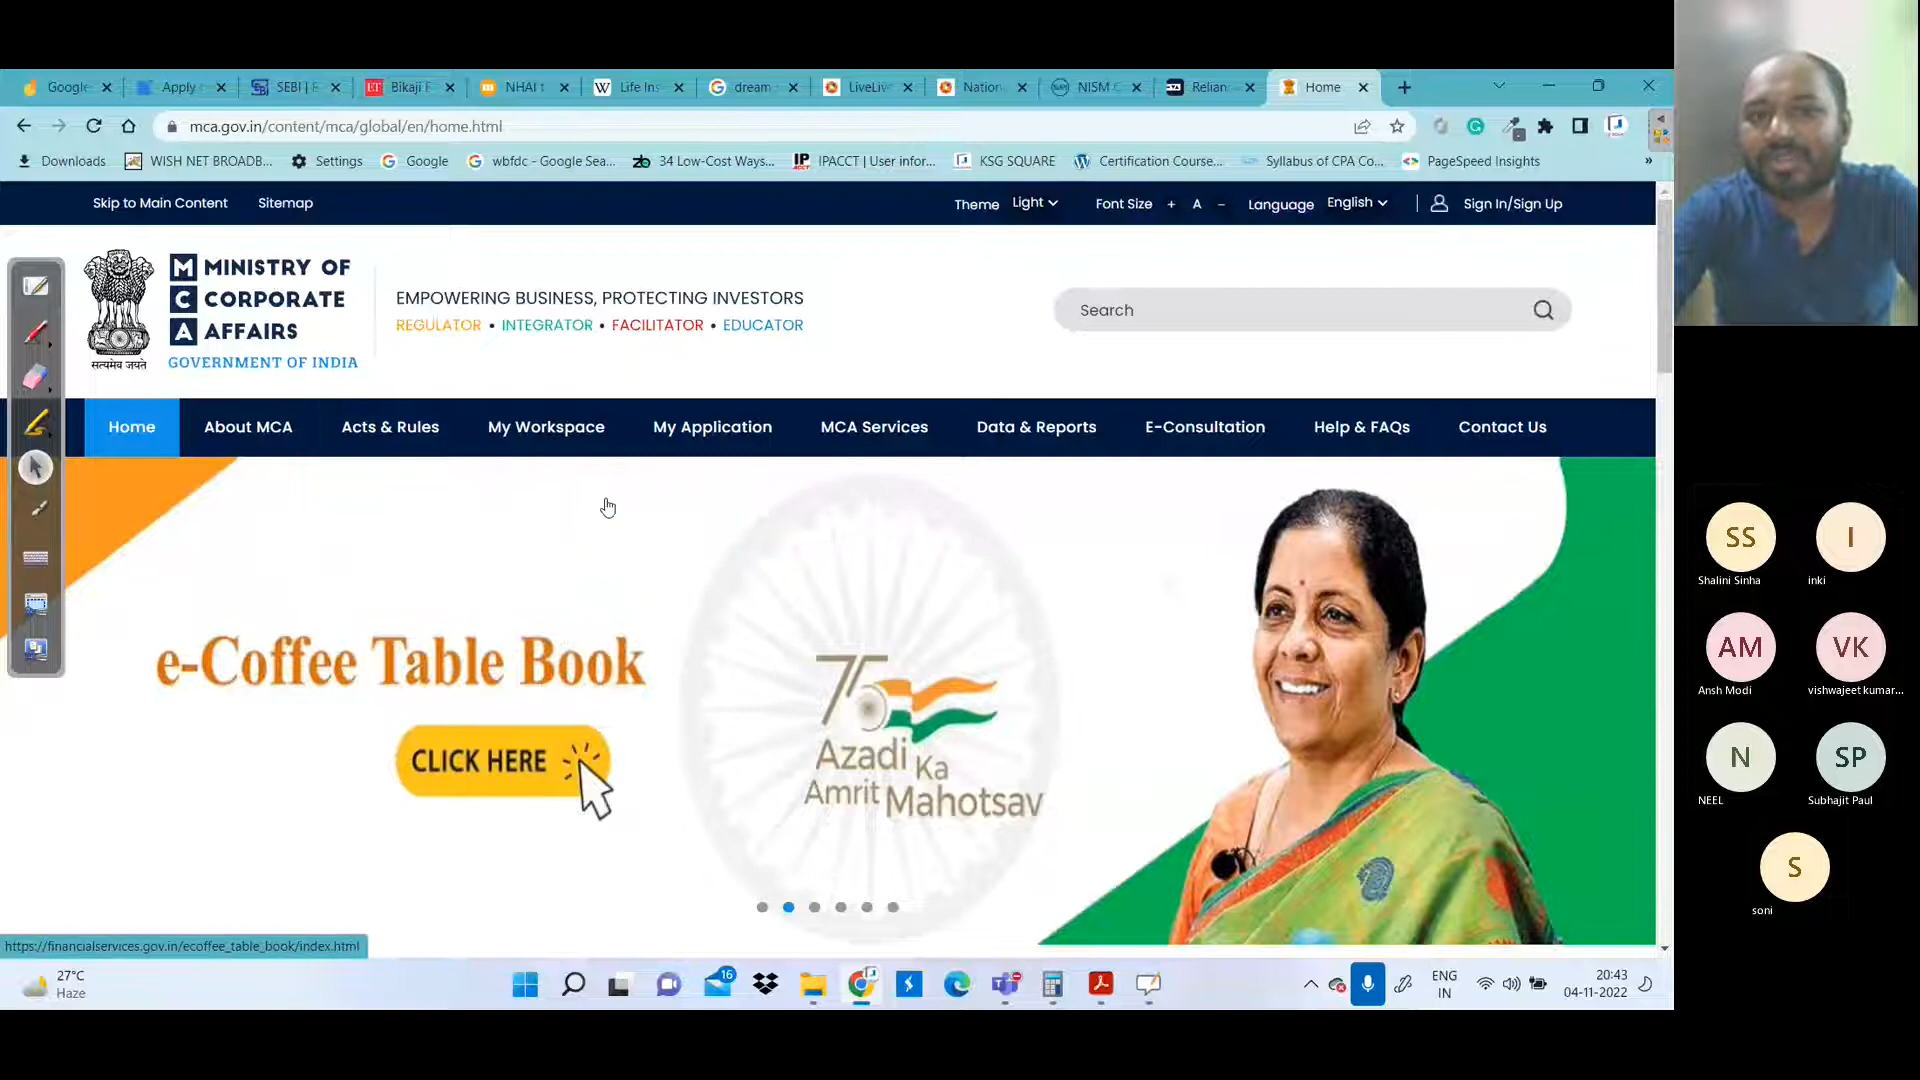 Google
Apply
SEBI | E
Bikaji F
NHAI t
Life Ins
dream
LiveLiv
Nation
NISM C
Relian
Home
mca.gov.in/content/mca/global/en/home.html
Downloads
WISH NET BROADB...
Settings
Google
wbfdc - Google Sea...
34 Low-Cost Ways...
IPACCT | User infor...
KSG SQUARE
Certification Course...
Syllabus of CPA Co...
PageSpeed Insights
»
Skip to Main Content
Sitemap
Theme Light
Font Size + A −
Language English
Sign In/Sign Up
MINISTRY OF
CORPORATE
AFFAIRS
GOVERNMENT OF INDIA
सत्यमेव जयते
EMPOWERING BUSINESS, PROTECTING INVESTORS
REGULATOR • INTEGRATOR • FACILITATOR • EDUCATOR
Search
Home
About MCA
Acts & Rules
My Workspace
My Application
MCA Services
Data & Reports
E-Consultation
Help & FAQs
Contact Us
e-Coffee Table Book
CLICK HERE
75
Azadi Ka
Amrit Mahotsav
https://financialservices.gov.in/ecoffee_table_book/index.html
27°C
Haze
16
ENG
IN
20:43
04-11-2022
SS
Shalini Sinha
I
inki
AM
Ansh Modi
VK
vishwajeet kumar...
N
NEEL
SP
Subhajit Paul
S
soni